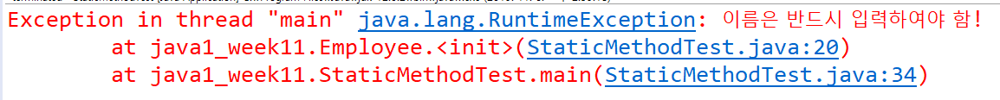 Exception in thread "main" java.lang.RuntimeException: 이름은 반드시 입력하여야 함!
at java1_week11.Employee.<init>(StaticMethodTest.java:20)
at java1_week11.StaticMethodTest.main(StaticMethodTest.java:34)